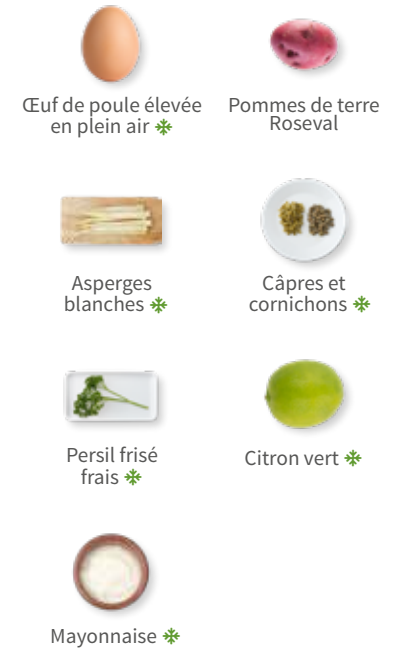 Œuf de poule élevée
en plein air
Pommes de terre
Roseval
Asperges
blanches
Câpres et
cornichons
Persil frisé
frais
Citron vert
Mayonnaise